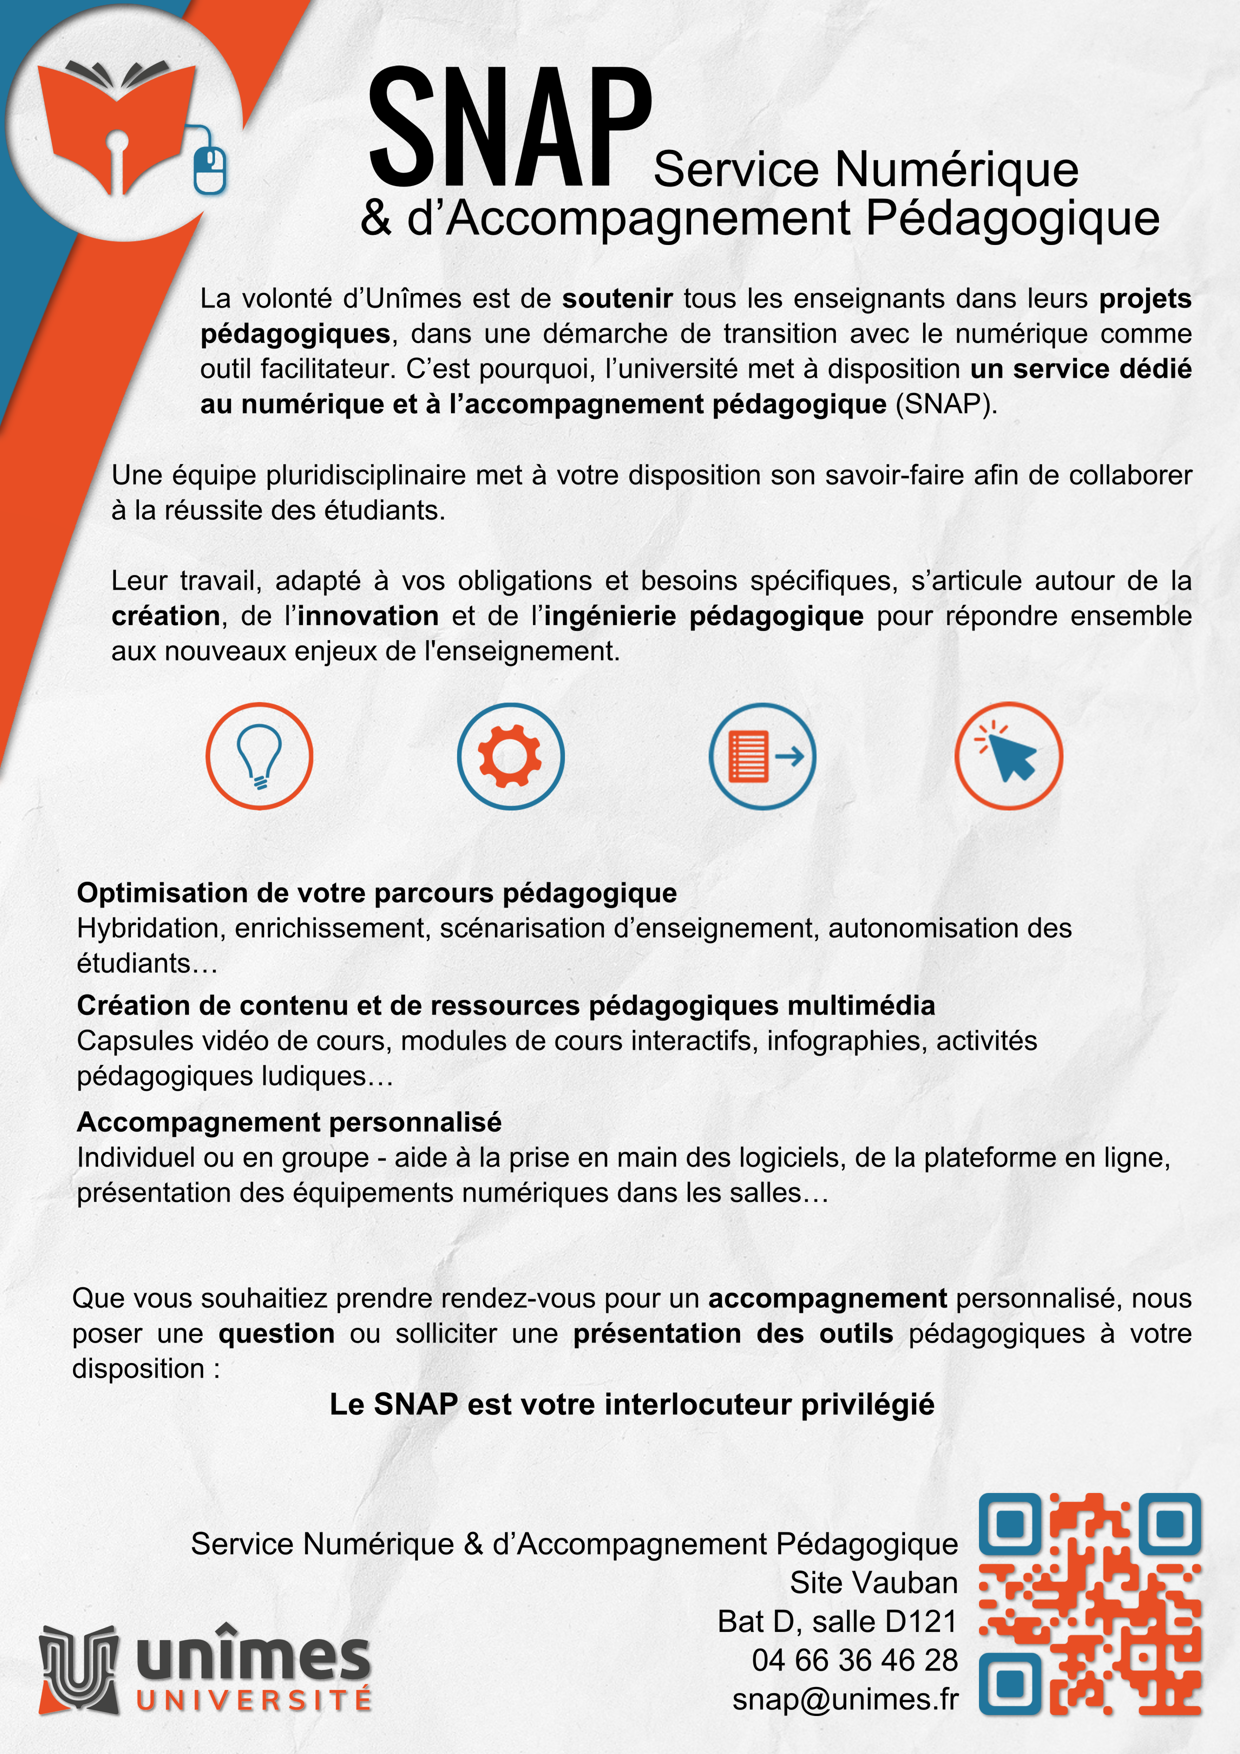 SNAP Service Numérique
& d’Accompagnement Pédagogique
La volonté d’Unîmes est de soutenir tous les enseignants dans leurs projets
pédagogiques, dans une démarche de transition avec le numérique comme
outil facilitateur. C’est pourquoi, l’université met à disposition un service dédié
au numérique et à l’accompagnement pédagogique (SNAP).
Une équipe pluridisciplinaire met à votre disposition son savoir-faire afin de collaborer
à la réussite des étudiants.
Leur travail, adapté à vos obligations et besoins spécifiques, s’articule autour de la
création, de l’innovation et de l’ingénierie pédagogique pour répondre ensemble
aux nouveaux enjeux de l'enseignement.
Optimisation de votre parcours pédagogique
Hybridation, enrichissement, scénarisation d’enseignement, autonomisation des
étudiants…
Création de contenu et de ressources pédagogiques multimédia
Capsules vidéo de cours, modules de cours interactifs, infographies, activités
pédagogiques ludiques…
Accompagnement personnalisé
Individuel ou en groupe - aide à la prise en main des logiciels, de la plateforme en ligne,
présentation des équipements numériques dans les salles…
Que vous souhaitiez prendre rendez-vous pour un accompagnement personnalisé, nous
poser une question ou solliciter une présentation des outils pédagogiques à votre
disposition :
Le SNAP est votre interlocuteur privilégié
Service Numérique & d’Accompagnement Pédagogique
Site Vauban
Bat D, salle D121
04 66 36 46 28
snap@unimes.fr
unîmes
UNIVERSITÉ